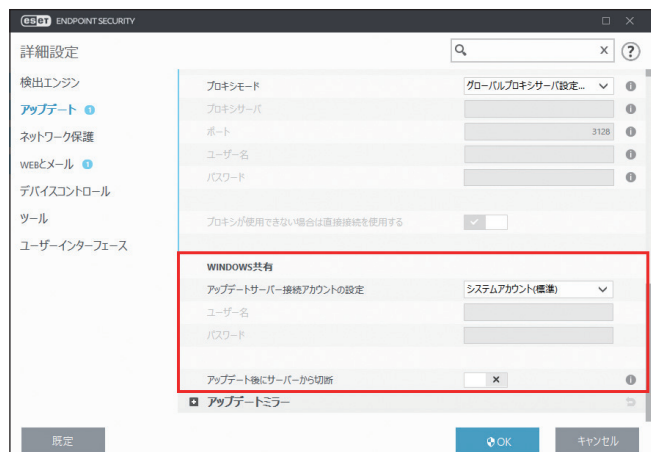 eset ENDPOINT SECURITY
詳細設定
検出エンジン
アップデート 1
ネットワーク保護
WEBとメール 1
デバイスコントロール
ツール
ユーザーインターフェース
プロキシモード グローバルプロキシサーバ設定...
プロキシサーバ
ポート 3128
ユーザー名
パスワード
プロキシが使用できない場合は直接接続を使用する
WINDOWS共有
アップデートサーバー接続アカウントの設定 システムアカウント(標準)
ユーザー名
パスワード
アップデート後にサーバーから切断
アップデートミラー
既定 OK キャンセル